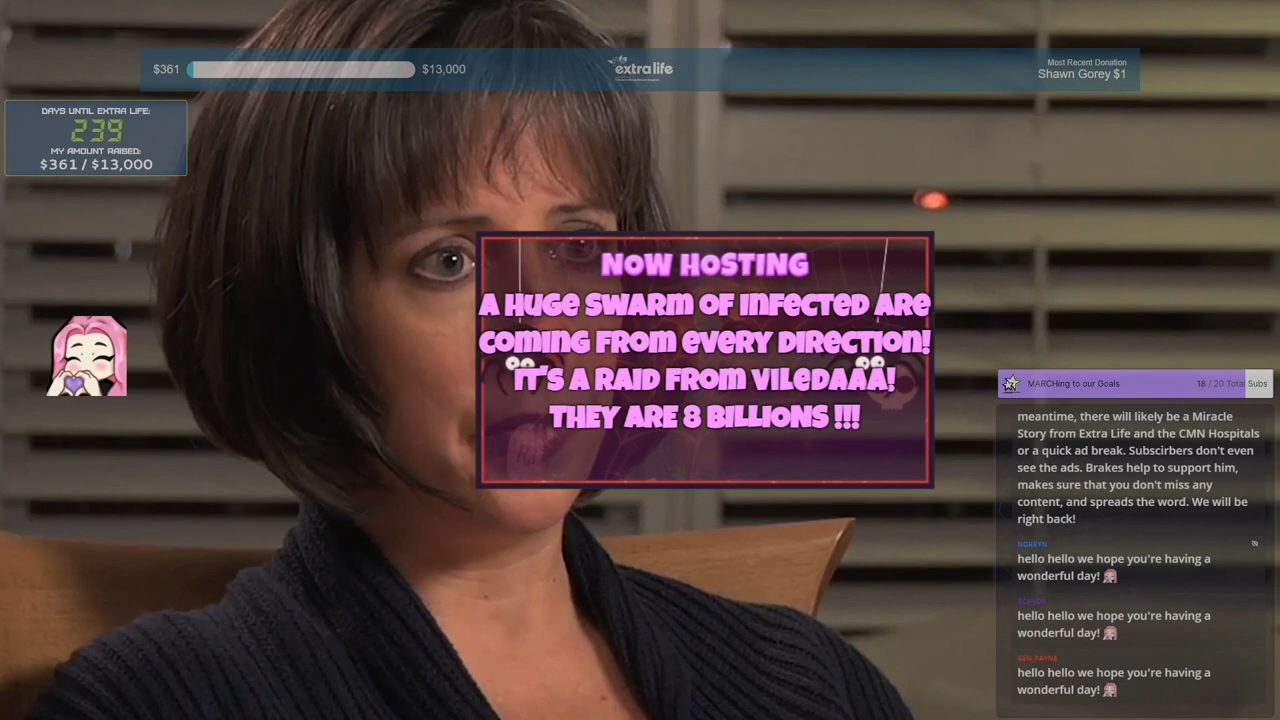 $361
$13,000
extralife
Most Recent Donation
Shawn Gorey $1
DAYS UNTIL EXTRA LIFE:
239
MY AMOUNT RAISED:
$361 / $13,000
NOW HOSTING
A HUGE SWARM OF INFECTED ARE
COMING FROM EVERY DIRECTION!
IT'S A RAID FROM VILEDAAA!
THEY ARE 8 BILLIONS !!!
MARCHing to our Goals
18 / 20 Total Subs
meantime, there will likely be a Miracle
Story from Extra Life and the CMN Hospitals
or a quick ad break. Subscirbers don't even
see the ads. Brakes help to support him,
makes sure that you don't miss any
content, and spreads the word. We will be
right back!
NOREYN
hello hello we hope you're having a
wonderful day!
hello hello we hope you're having a
wonderful day!
GEN PAYNE
hello hello we hope you're having a
wonderful day!